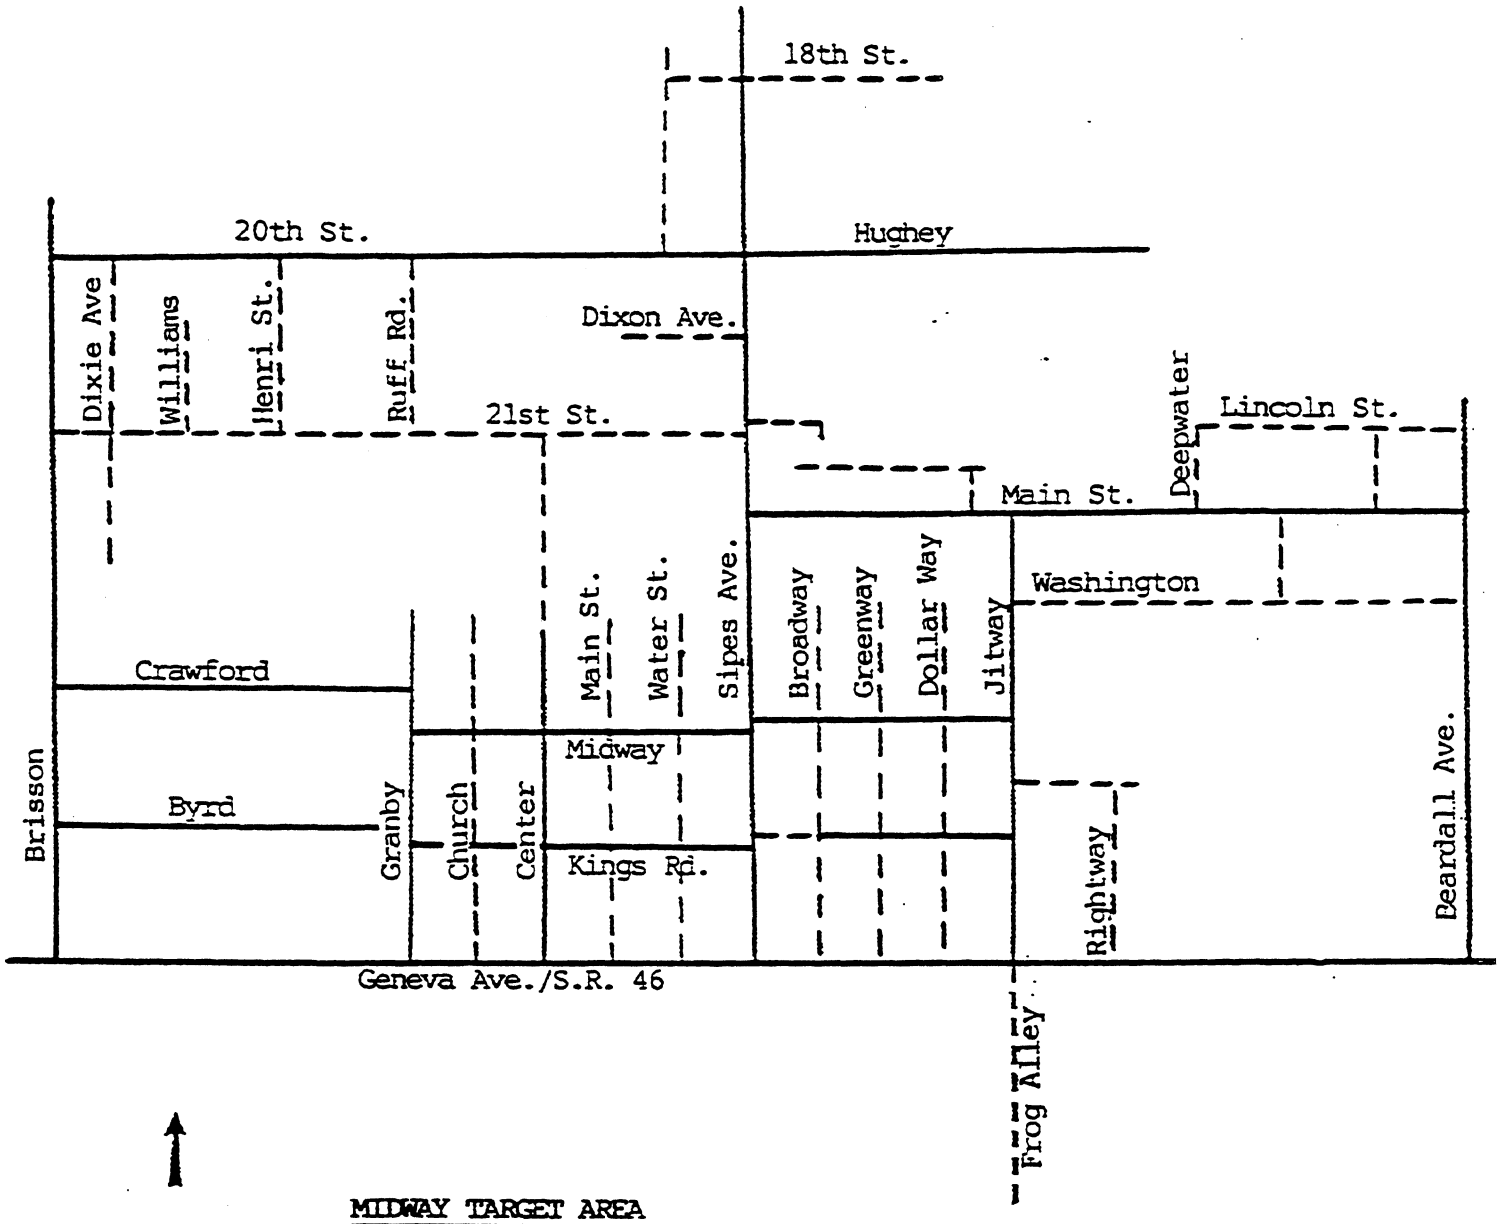 18th St.
20th St.
Hughey
Dixie Ave
Williams
Henri St.
Ruff Rd.
Dixon Ave.
21st St.
Deepwater
Lincoln St.
Main St.
Washington
Crawford
Main St.
Water St.
Sipes Ave.
Broadway
Greenway
Dollar Way
Jitway
Midway
Brisson
Byrd
Granby
Church
Center
Kings Rd.
Rightway
Beardall Ave.
Geneva Ave./S.R. 46
Frog Alley
MIDWAY TARGET AREA